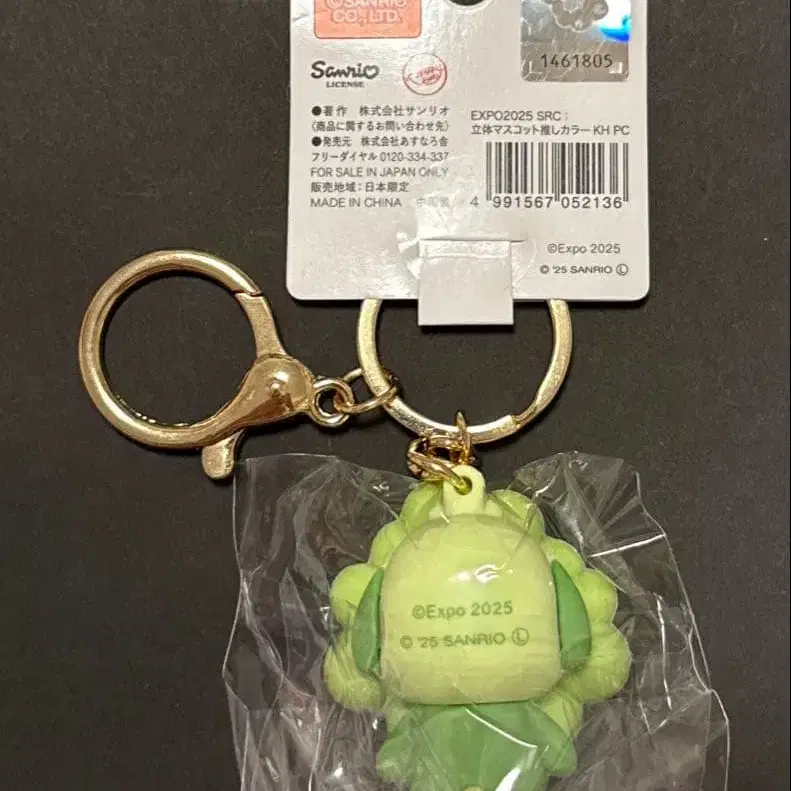 ©SANRIO
CO., LTD.
1461805
Sanrio
LICENSE
●著作 株式会社サンリオ
(商品に関するお問い合わせ先)
●発売元 株式会社あすなろ舎
フリーダイヤル 0120-334-337
FOR SALE IN JAPAN ONLY
販売地域:日本限定
MADE IN CHINA
EXPO2025 SRC:
立体マスコット推しカラー KH PC
4 991567 052136
©Expo 2025
© '25 SANRIO Ⓛ
©Expo 2025
© '25 SANRIO Ⓛ